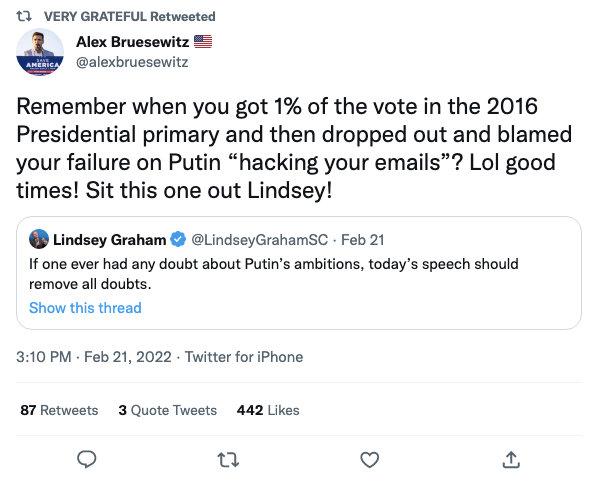 VERY GRATEFUL Retweeted
Alex Bruesewitz 🇺🇸
@alexbruesewitz
SAVE
AMERICA
Remember when you got 1% of the vote in the 2016
Presidential primary and then dropped out and blamed
your failure on Putin “hacking your emails”? Lol good
times! Sit this one out Lindsey!
Lindsey Graham @LindseyGrahamSC · Feb 21
If one ever had any doubt about Putin’s ambitions, today’s speech should
remove all doubts.
Show this thread
3:10 PM · Feb 21, 2022 · Twitter for iPhone
87 Retweets 3 Quote Tweets 442 Likes